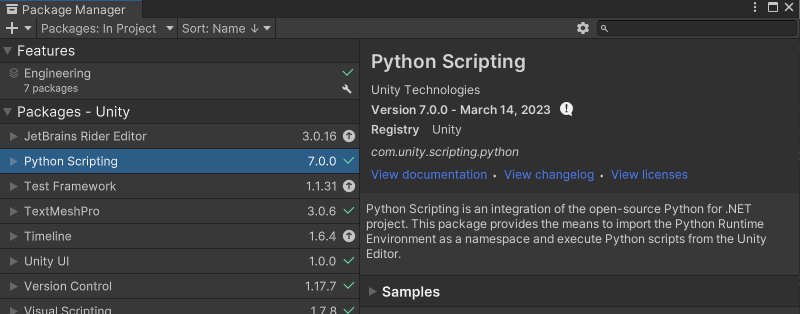 Package Manager
Packages: In Project
Sort: Name ↓
Features
Engineering
7 packages
Packages - Unity
JetBrains Rider Editor 3.0.16
Python Scripting 7.0.0
Test Framework 1.1.31
TextMeshPro 3.0.6
Timeline 1.6.4
Unity UI 1.0.0
Version Control 1.17.7
Visual Scripting 1.7.8
Python Scripting
Unity Technologies
Version 7.0.0 - March 14, 2023
Registry Unity
com.unity.scripting.python
View documentation • View changelog • View licenses
Python Scripting is an integration of the open-source Python for .NET
project. This package provides the means to import the Python Runtime
Environment as a namespace and execute Python scripts from the Unity
Editor.
Samples